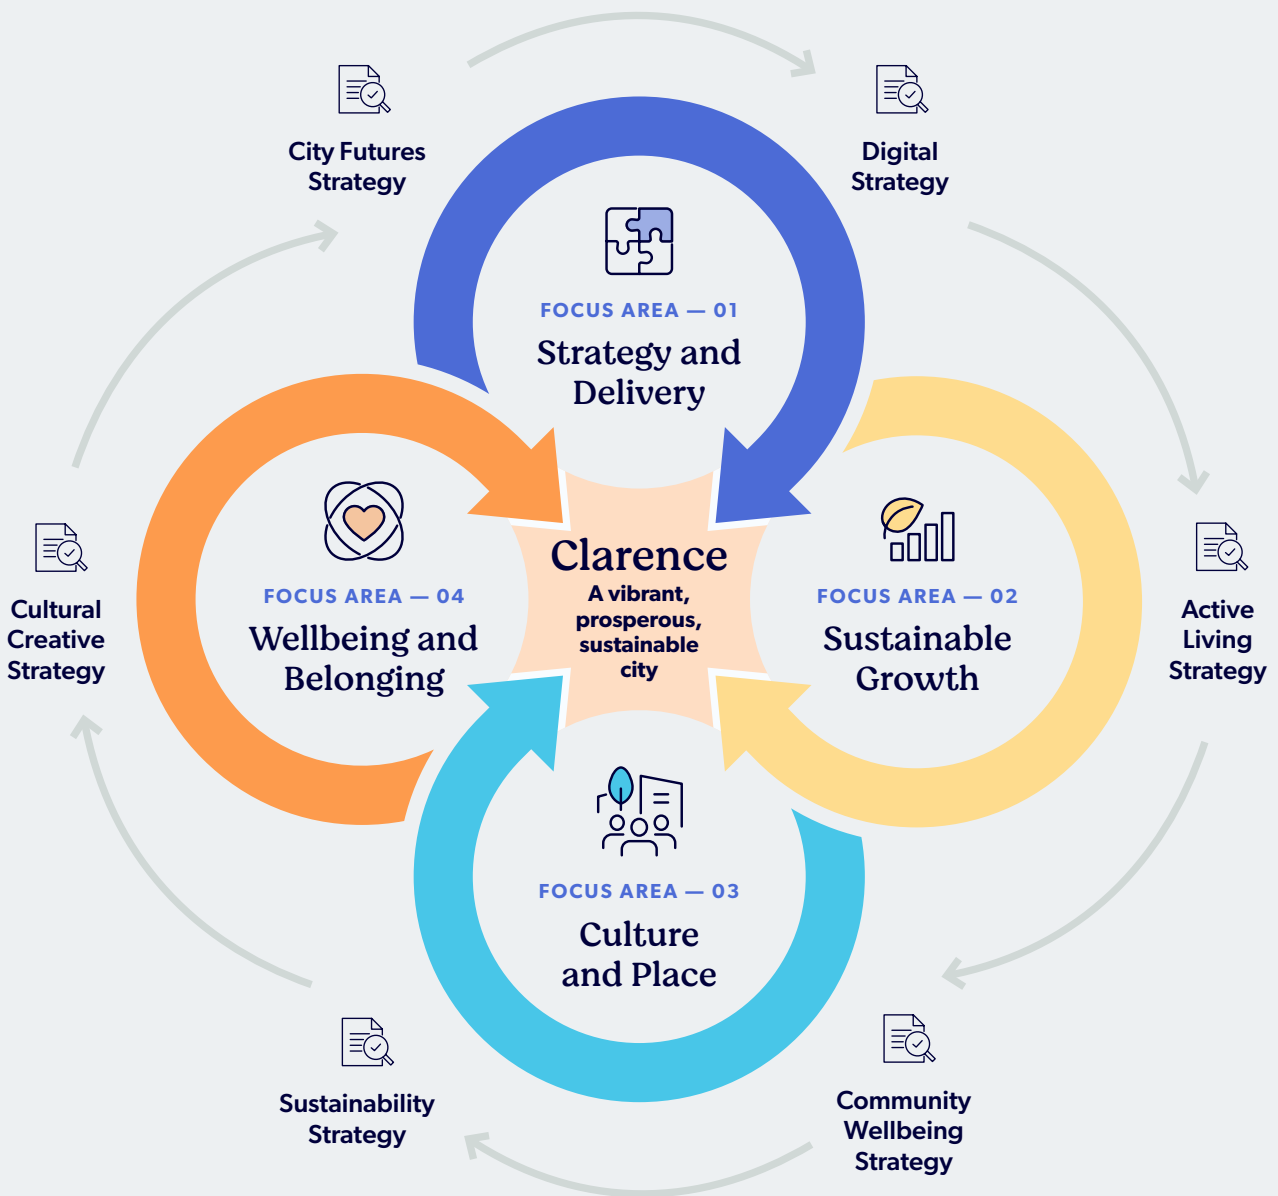 City Futures
Strategy
Digital
Strategy
FOCUS AREA — 01
Strategy and
Delivery
Clarence
A vibrant,
prosperous,
sustainable
city
FOCUS AREA — 04
Wellbeing and
Belonging
FOCUS AREA — 02
Sustainable
Growth
Cultural
Creative
Strategy
Active
Living
Strategy
FOCUS AREA — 03
Culture
and Place
Sustainability
Strategy
Community
Wellbeing
Strategy